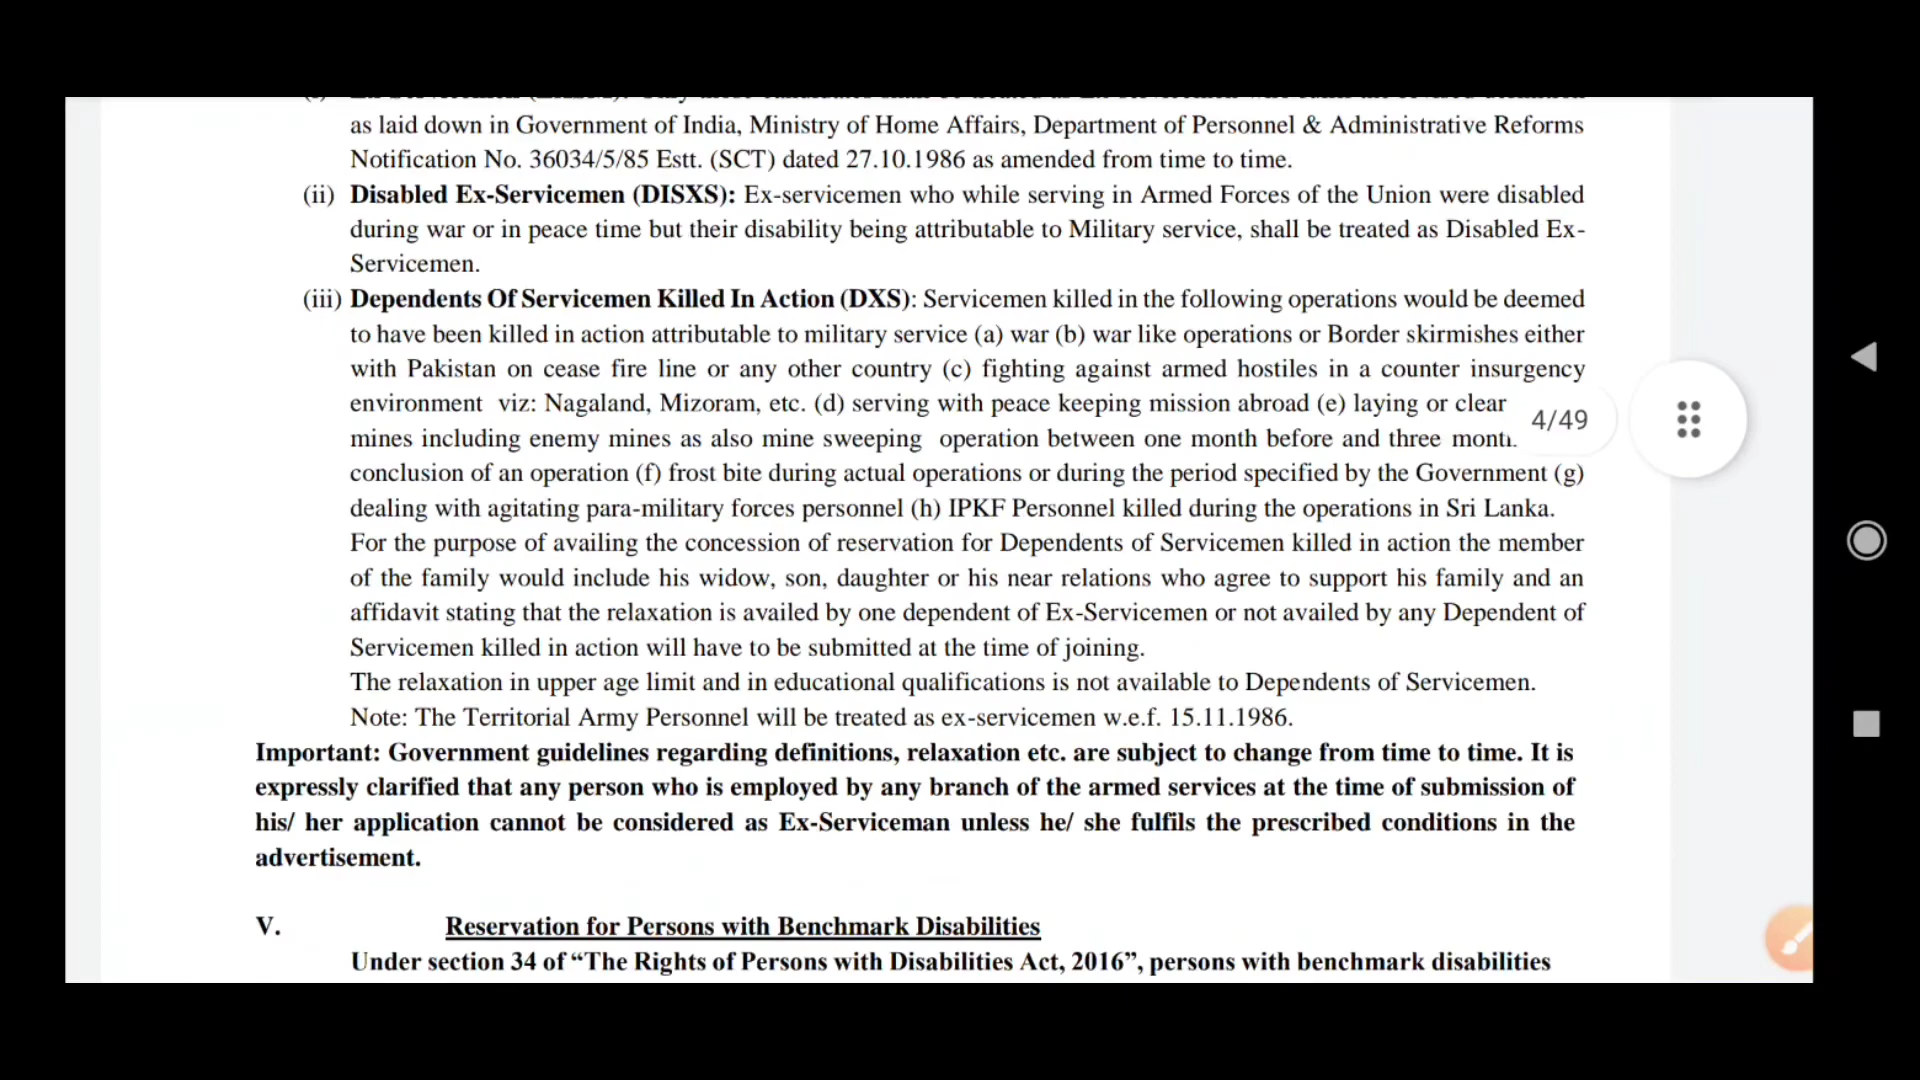 as laid down in Government of India, Ministry of Home Affairs, Department of Personnel & Administrative Reforms
Notification No. 36034/5/85 Estt. (SCT) dated 27.10.1986 as amended from time to time.
(ii) Disabled Ex-Servicemen (DISXS): Ex-servicemen who while serving in Armed Forces of the Union were disabled
during war or in peace time but their disability being attributable to Military service, shall be treated as Disabled Ex-
Servicemen.
(iii) Dependents Of Servicemen Killed In Action (DXS): Servicemen killed in the following operations would be deemed
to have been killed in action attributable to military service (a) war (b) war like operations or Border skirmishes either
with Pakistan on cease fire line or any other country (c) fighting against armed hostiles in a counter insurgency
environment viz: Nagaland, Mizoram, etc. (d) serving with peace keeping mission abroad (e) laying or clear
4/49
mines including enemy mines as also mine sweeping operation between one month before and three
conclusion of an operation (f) frost bite during actual operations or during the period specified by the Government (g)
dealing with agitating para-military forces personnel (h) IPKF Personnel killed during the operations in Sri Lanka.
For the purpose of availing the concession of reservation for Dependents of Servicemen killed in action the member
of the family would include his widow, son, daughter or his near relations who agree to support his family and an
affidavit stating that the relaxation is availed by one dependent of Ex-Servicemen or not availed by any Dependent of
Servicemen killed in action will have to be submitted at the time of joining.
The relaxation in upper age limit and in educational qualifications is not available to Dependents of Servicemen.
Note: The Territorial Army Personnel will be treated as ex-servicemen w.e.f. 15.11.1986.
Important: Government guidelines regarding definitions, relaxation etc. are subject to change from time to time. It is
expressly clarified that any person who is employed by any branch of the armed services at the time of submission of
his/ her application cannot be considered as Ex-Serviceman unless he/ she fulfils the prescribed conditions in the
advertisement.
V. Reservation for Persons with Benchmark Disabilities
Under section 34 of “The Rights of Persons with Disabilities Act, 2016”, persons with benchmark disabilities